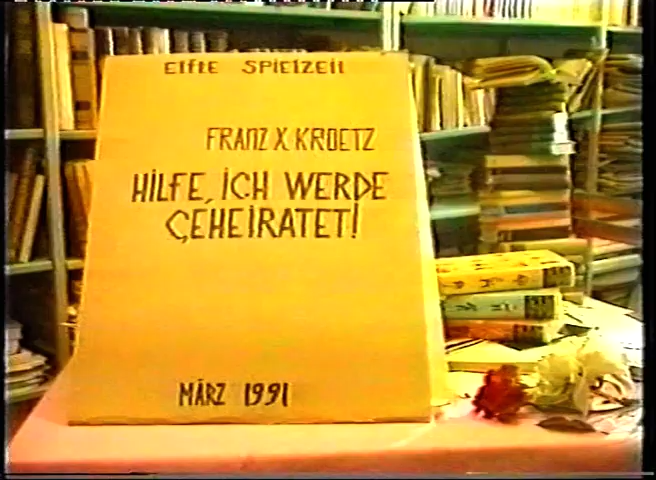 Elfte Spielzeit
FRANZ X KROETZ
HILFE, ICH WERDE
GEHEIRATET!
MÄRZ 1991